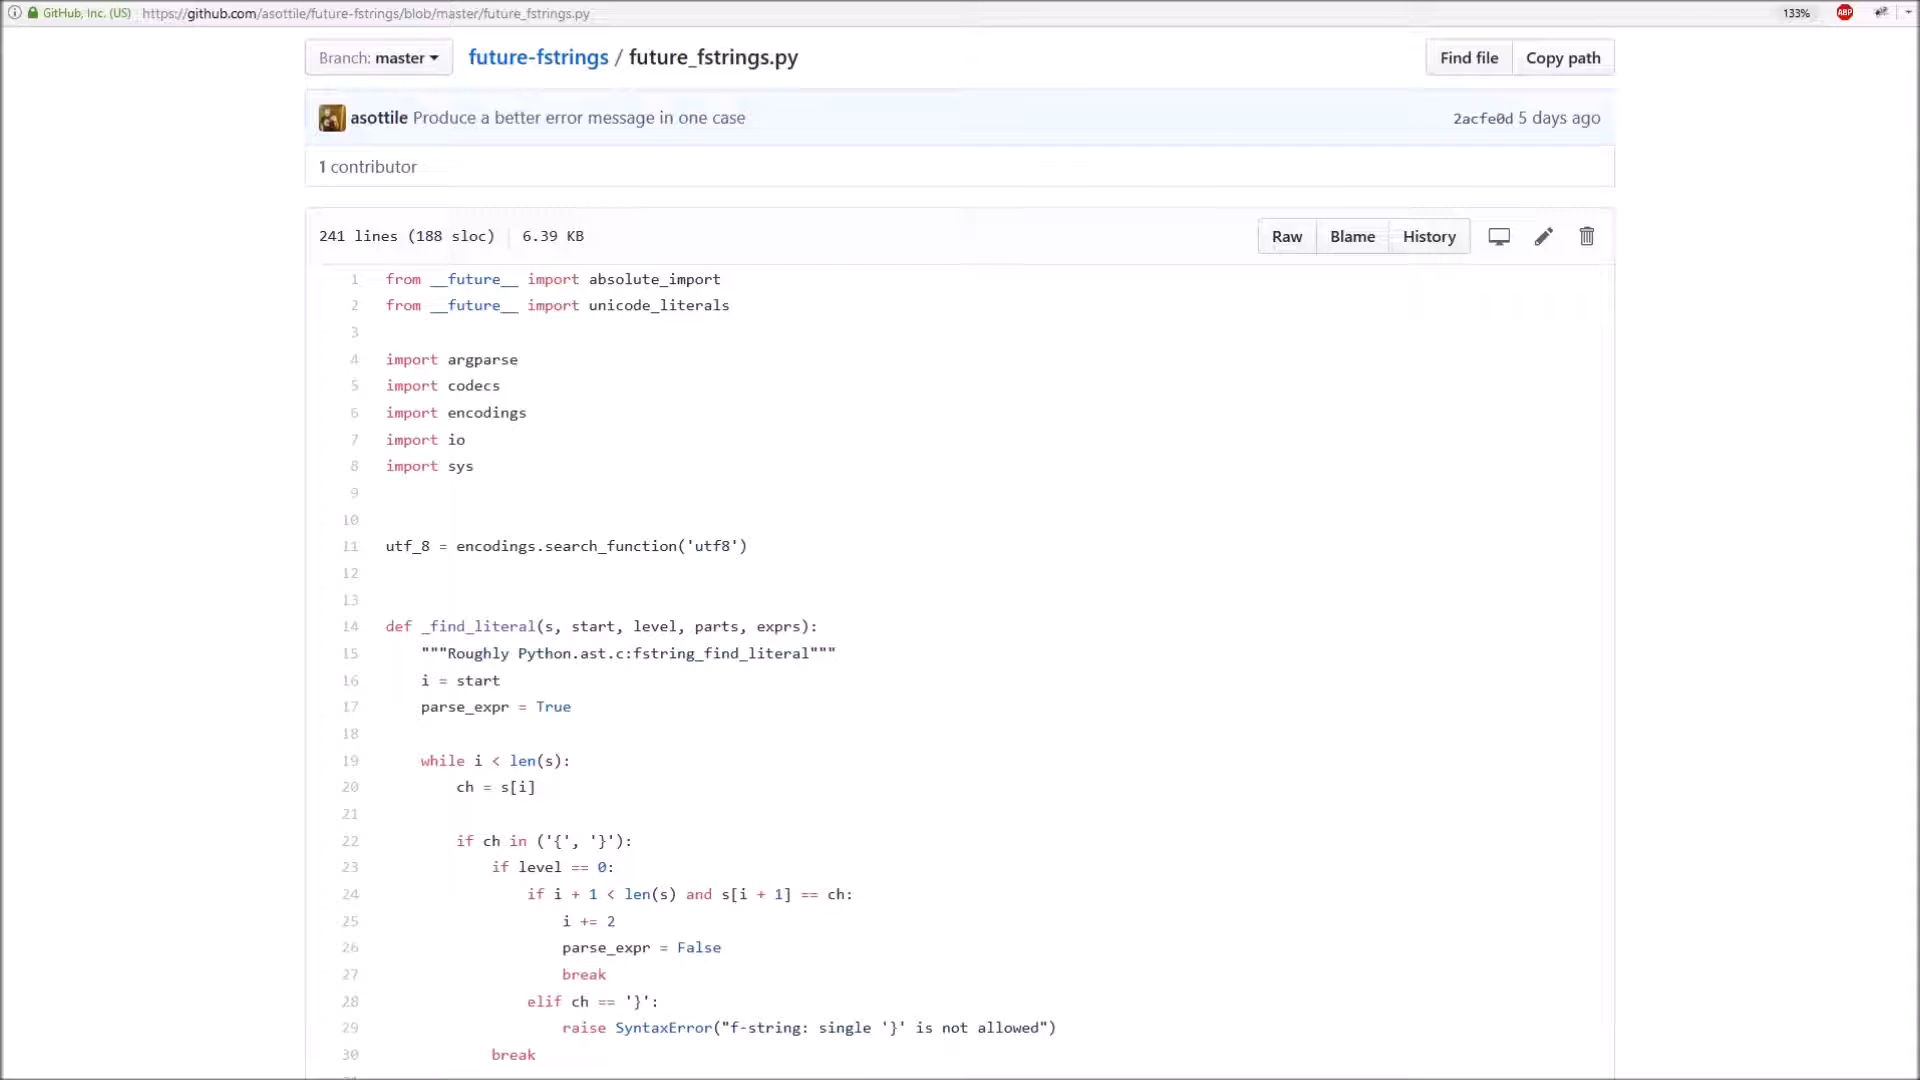 GitHub, Inc. (US) https://github.com/asottile/future-fstrings/blob/master/future_fstrings.py 133% ABP
Branch: master future-fstrings / future_fstrings.py Find file Copy path
asottile Produce a better error message in one case 2acfe0d 5 days ago
1 contributor
241 lines (188 sloc) 6.39 KB Raw Blame History
1 from __future__ import absolute_import
2 from __future__ import unicode_literals
3
4 import argparse
5 import codecs
6 import encodings
7 import io
8 import sys
9
10
11 utf_8 = encodings.search_function('utf8')
12
13
14 def _find_literal(s, start, level, parts, exprs):
15     """Roughly Python.ast.c:fstring_find_literal"""
16     i = start
17     parse_expr = True
18
19     while i < len(s):
20         ch = s[i]
21
22         if ch in ('{', '}'):
23             if level == 0:
24                 if i + 1 < len(s) and s[i + 1] == ch:
25                     i += 2
26                     parse_expr = False
27                     break
28                 elif ch == '}':
29                     raise SyntaxError("f-string: single '}' is not allowed")
30             break